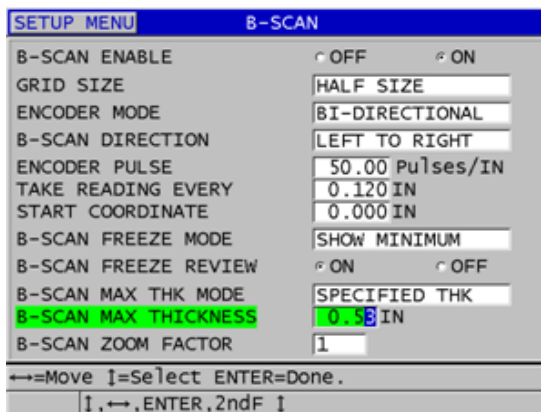 SETUP MENU B-SCAN
B-SCAN ENABLE OFF ON
GRID SIZE HALF SIZE
ENCODER MODE BI-DIRECTIONAL
B-SCAN DIRECTION LEFT TO RIGHT
ENCODER PULSE 50.00 Pulses/IN
TAKE READING EVERY 0.120 IN
START COORDINATE 0.000 IN
B-SCAN FREEZE MODE SHOW MINIMUM
B-SCAN FREEZE REVIEW ON OFF
B-SCAN MAX THK MODE SPECIFIED THK
B-SCAN MAX THICKNESS 0.53 IN
B-SCAN ZOOM FACTOR 1
↔=Move ↕=Select ENTER=Done.
↕,↔,ENTER,2ndF ↕